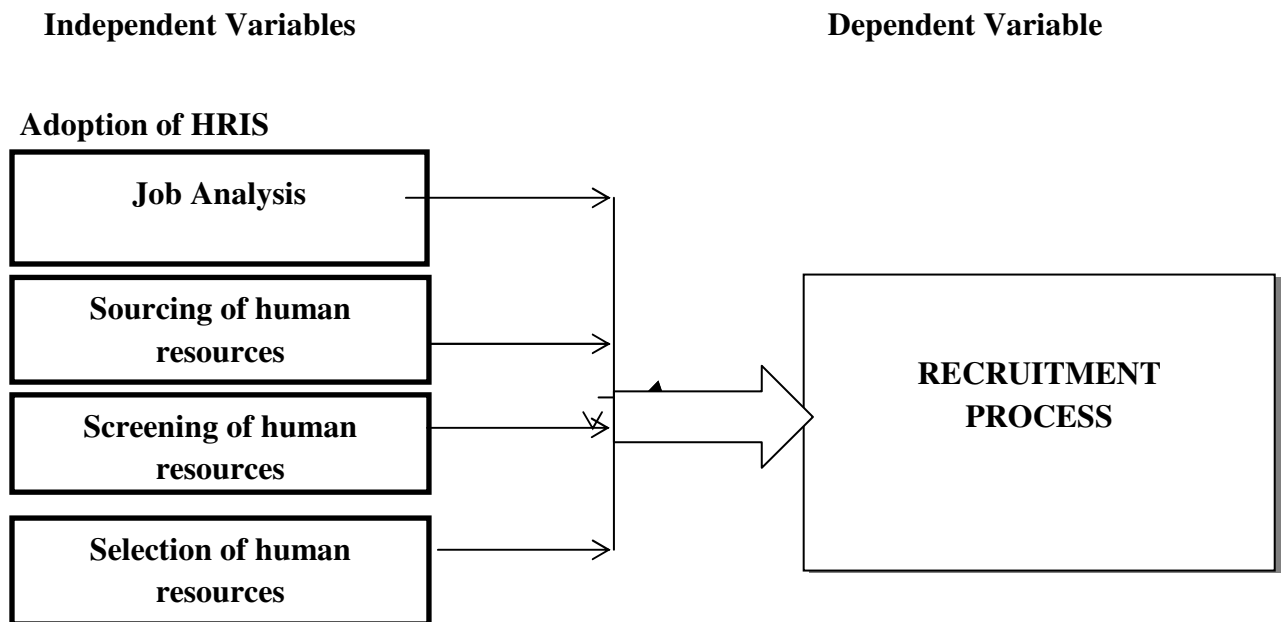 Independent Variables
Dependent Variable
Adoption of HRIS
Job Analysis
Sourcing of human
resources
Screening of human
resources
Selection of human
resources
RECRUITMENT
PROCESS